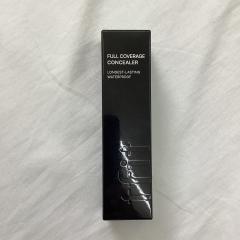 FULL COVERAGE
CONCEALER
LONGEST-LASTING
WATERPROOF